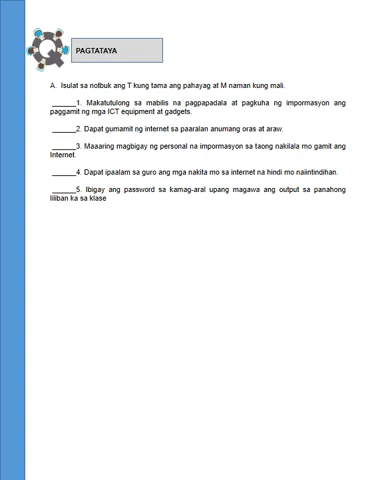 PAGTATAYA
A. Isulat sa notbuk ang T kung tama ang pahayag at M naman kung mali.
______1. Makatutulong sa mabilis na pagpapadala at pagkuha ng impormasyon ang
paggamit ng mga ICT equipment at gadgets.
______2. Dapat gumamit ng internet sa paaralan anumang oras at araw.
______3. Maaaring magbigay ng personal na impormasyon sa taong nakilala mo gamit ang
Internet.
______4. Dapat ipaalam sa guro ang mga nakita mo sa internet na hindi mo naiintindihan.
______5. Ibigay ang password sa kamag-aral upang magawa ang output sa panahong
liliban ka sa klase